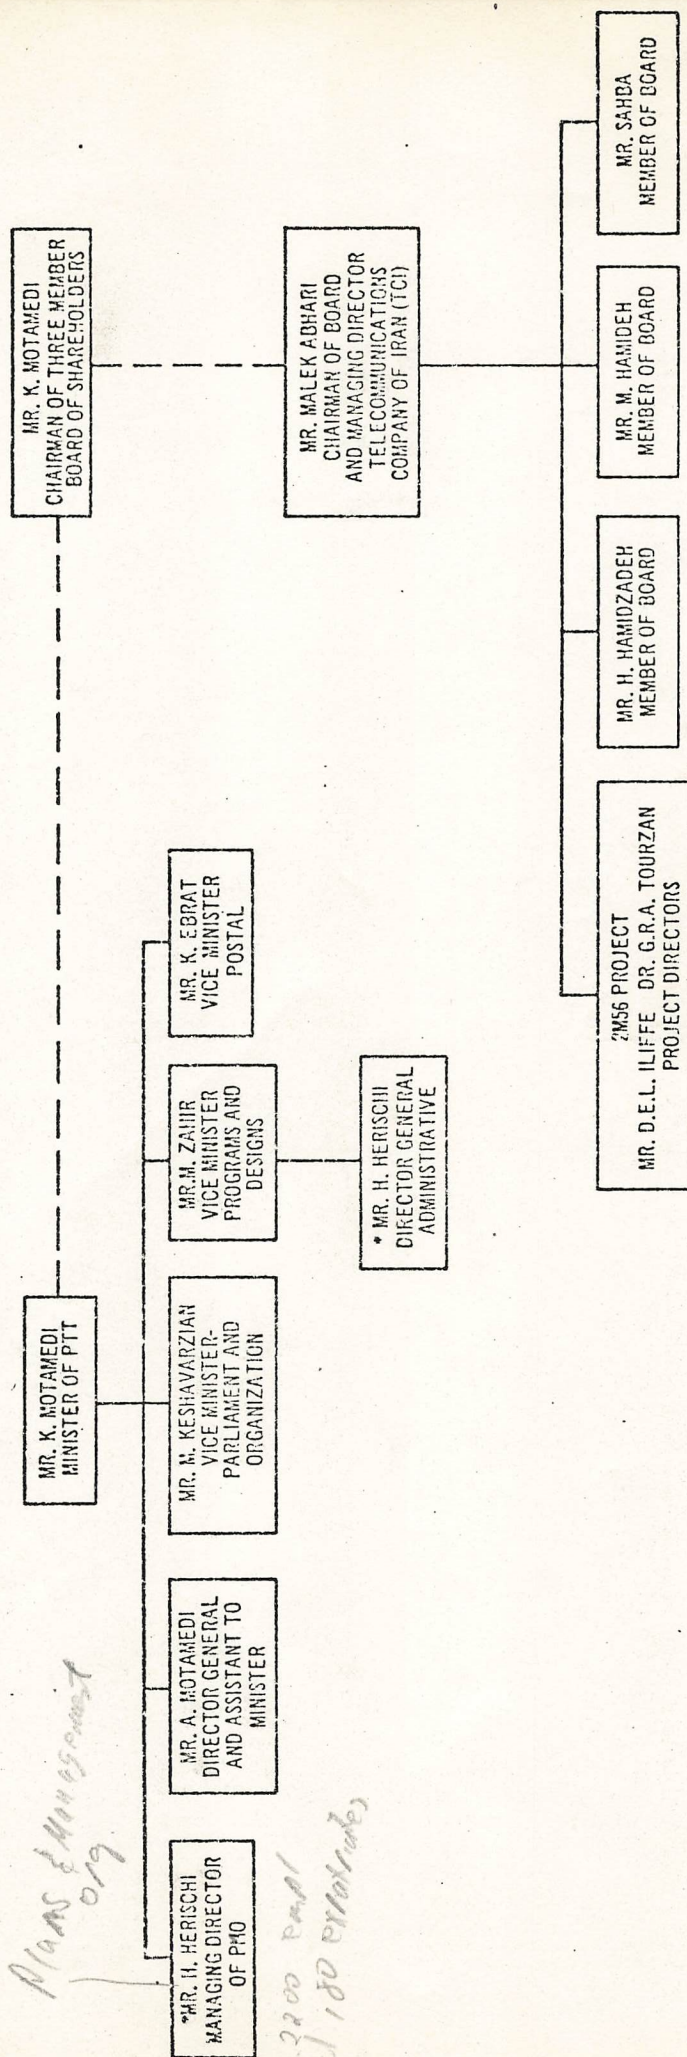 MR. K. MOTAMEDI
CHAIRMAN OF THREE MEMBER
BOARD OF SHAREHOLDERS
MR. K. MOTAMEDI
MINISTER OF PTT
MR. MALEK ABHARI
CHAIRMAN OF BOARD
AND MANAGING DIRECTOR
TELECOMMUNICATIONS
COMPANY OF IRAN (TCI)
Plans & Management
org.
*MR. H. HERISCHI
MANAGING DIRECTOR
OF PMO
3200 empl
180 expatriates
MR. A. MOTAMEDI
DIRECTOR GENERAL
AND ASSISTANT TO
MINISTER
MR. M. KESHAVARZIAN
VICE MINISTER-
PARLIAMENT AND
ORGANIZATION
MR.M. ZAHIR
VICE MINISTER
PROGRAMS AND
DESIGNS
MR. K. EBRAT
VICE MINISTER
POSTAL
* MR. H. HERISCHI
DIRECTOR GENERAL
ADMINISTRATIVE
2M56 PROJECT
MR. D.E.L. ILIFFE DR. G.R.A. TOURZAN
PROJECT DIRECTORS
MR. H. HAMIDZADEH
MEMBER OF BOARD
MR. M. HAMIDEH
MEMBER OF BOARD
MR. SAHBA
MEMBER OF BOARD